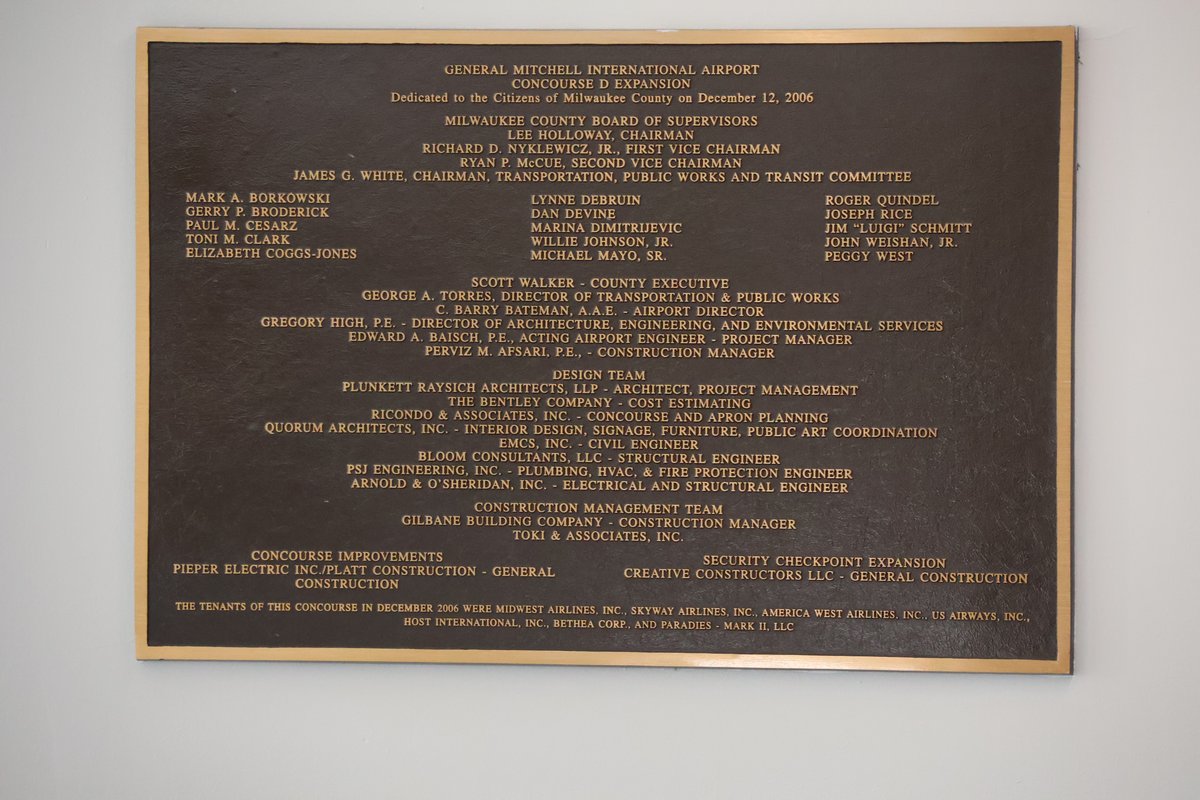 GENERAL MITCHELL INTERNATIONAL AIRPORT
CONCOURSE D EXPANSION
Dedicated to the Citizens of Milwaukee County on December 12, 2006
MILWAUKEE COUNTY BOARD OF SUPERVISORS
LEE HOLLOWAY, CHAIRMAN
RICHARD D. NYKLEWICZ, JR., FIRST VICE CHAIRMAN
RYAN P. McCUE, SECOND VICE CHAIRMAN
JAMES G. WHITE, CHAIRMAN, TRANSPORTATION, PUBLIC WORKS AND TRANSIT COMMITTEE
MARK A. BORKOWSKI
GERRY P. BRODERICK
PAUL M. CESARZ
TONI M. CLARK
ELIZABETH COGGS-JONES
LYNNE DEBRUIN
DAN DEVINE
MARINA DIMITRIJEVIC
WILLIE JOHNSON, JR.
MICHAEL MAYO, SR.
ROGER QUINDEL
JOSEPH RICE
JIM “LUIGI” SCHMITT
JOHN WEISHAN, JR.
PEGGY WEST
SCOTT WALKER - COUNTY EXECUTIVE
GEORGE A. TORRES, DIRECTOR OF TRANSPORTATION & PUBLIC WORKS
C. BARRY BATEMAN, A.A.E. - AIRPORT DIRECTOR
GREGORY HIGH, P.E. - DIRECTOR OF ARCHITECTURE, ENGINEERING, AND ENVIRONMENTAL SERVICES
EDWARD A. BAISCH, P.E., ACTING AIRPORT ENGINEER - PROJECT MANAGER
PERVIZ M. AFSARI, P.E., - CONSTRUCTION MANAGER
DESIGN TEAM
PLUNKETT RAYSICH ARCHITECTS, LLP - ARCHITECT, PROJECT MANAGEMENT
THE BENTLEY COMPANY - COST ESTIMATING
RICONDO & ASSOCIATES, INC. - CONCOURSE AND APRON PLANNING
QUORUM ARCHITECTS, INC. - INTERIOR DESIGN, SIGNAGE, FURNITURE, PUBLIC ART COORDINATION
EMCS, INC. - CIVIL ENGINEER
BLOOM CONSULTANTS, LLC - STRUCTURAL ENGINEER
PSJ ENGINEERING, INC. - PLUMBING, HVAC, & FIRE PROTECTION ENGINEER
ARNOLD & O'SHERIDAN, INC. - ELECTRICAL AND STRUCTURAL ENGINEER
CONSTRUCTION MANAGEMENT TEAM
GILBANE BUILDING COMPANY - CONSTRUCTION MANAGER
TOKI & ASSOCIATES, INC.
CONCOURSE IMPROVEMENTS
PIEPER ELECTRIC INC./PLATT CONSTRUCTION - GENERAL
CONSTRUCTION
SECURITY CHECKPOINT EXPANSION
CREATIVE CONSTRUCTORS LLC - GENERAL CONSTRUCTION
THE TENANTS OF THIS CONCOURSE IN DECEMBER 2006 WERE MIDWEST AIRLINES, INC., SKYWAY AIRLINES, INC., AMERICA WEST AIRLINES, INC., US AIRWAYS, INC.,
HOST INTERNATIONAL, INC., BETHEA CORP., AND PARADIES - MARK II, LLC